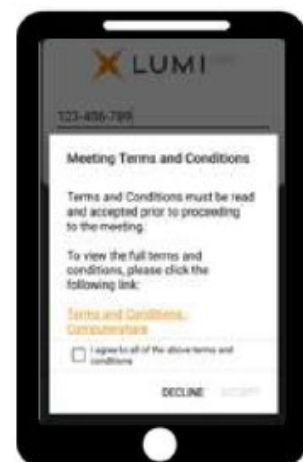 LUMI
123-456-789
Meeting Terms and Conditions
Terms and Conditions must be read
and accepted prior to proceeding
to the meeting.
To view the full terms and
conditions, please click the
following link:
Terms and Conditions -
Computershare
I agree to all of the above terms and
conditions
DECLINE ACCEPT